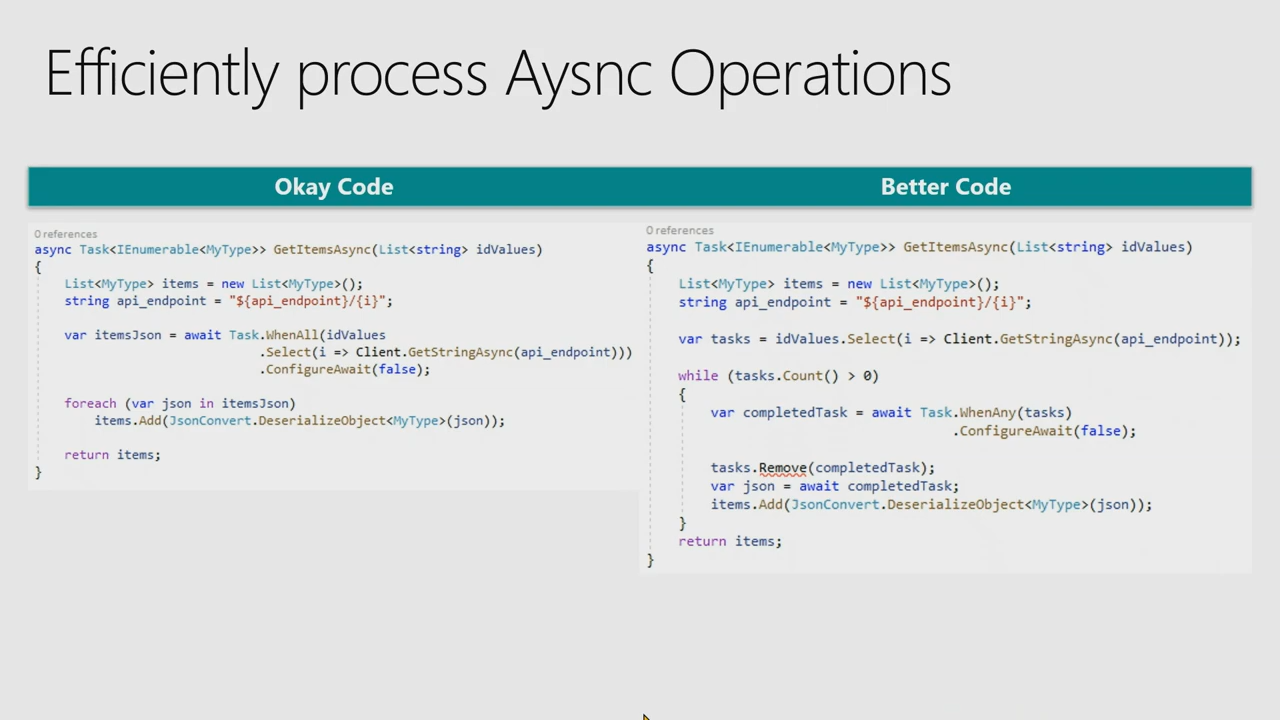 Efficiently process Aysnc Operations
Okay Code
Better Code
0 references
async Task<IEnumerable<MyType>> GetItemsAsync(List<string> idValues)
{
List<MyType> items = new List<MyType>();
string api_endpoint = "${api_endpoint}/{i}";
var itemsJson = await Task.WhenAll(idValues
.Select(i => Client.GetStringAsync(api_endpoint)))
.ConfigureAwait(false);
foreach (var json in itemsJson)
items.Add(JsonConvert.DeserializeObject<MyType>(json));
return items;
}
0 references
async Task<IEnumerable<MyType>> GetItemsAsync(List<string> idValues)
{
List<MyType> items = new List<MyType>();
string api_endpoint = "${api_endpoint}/{i}";
var tasks = idValues.Select(i => Client.GetStringAsync(api_endpoint));
while (tasks.Count() > 0)
{
var completedTask = await Task.WhenAny(tasks)
.ConfigureAwait(false);
tasks.Remove(completedTask);
var json = await completedTask;
items.Add(JsonConvert.DeserializeObject<MyType>(json));
}
return items;
}